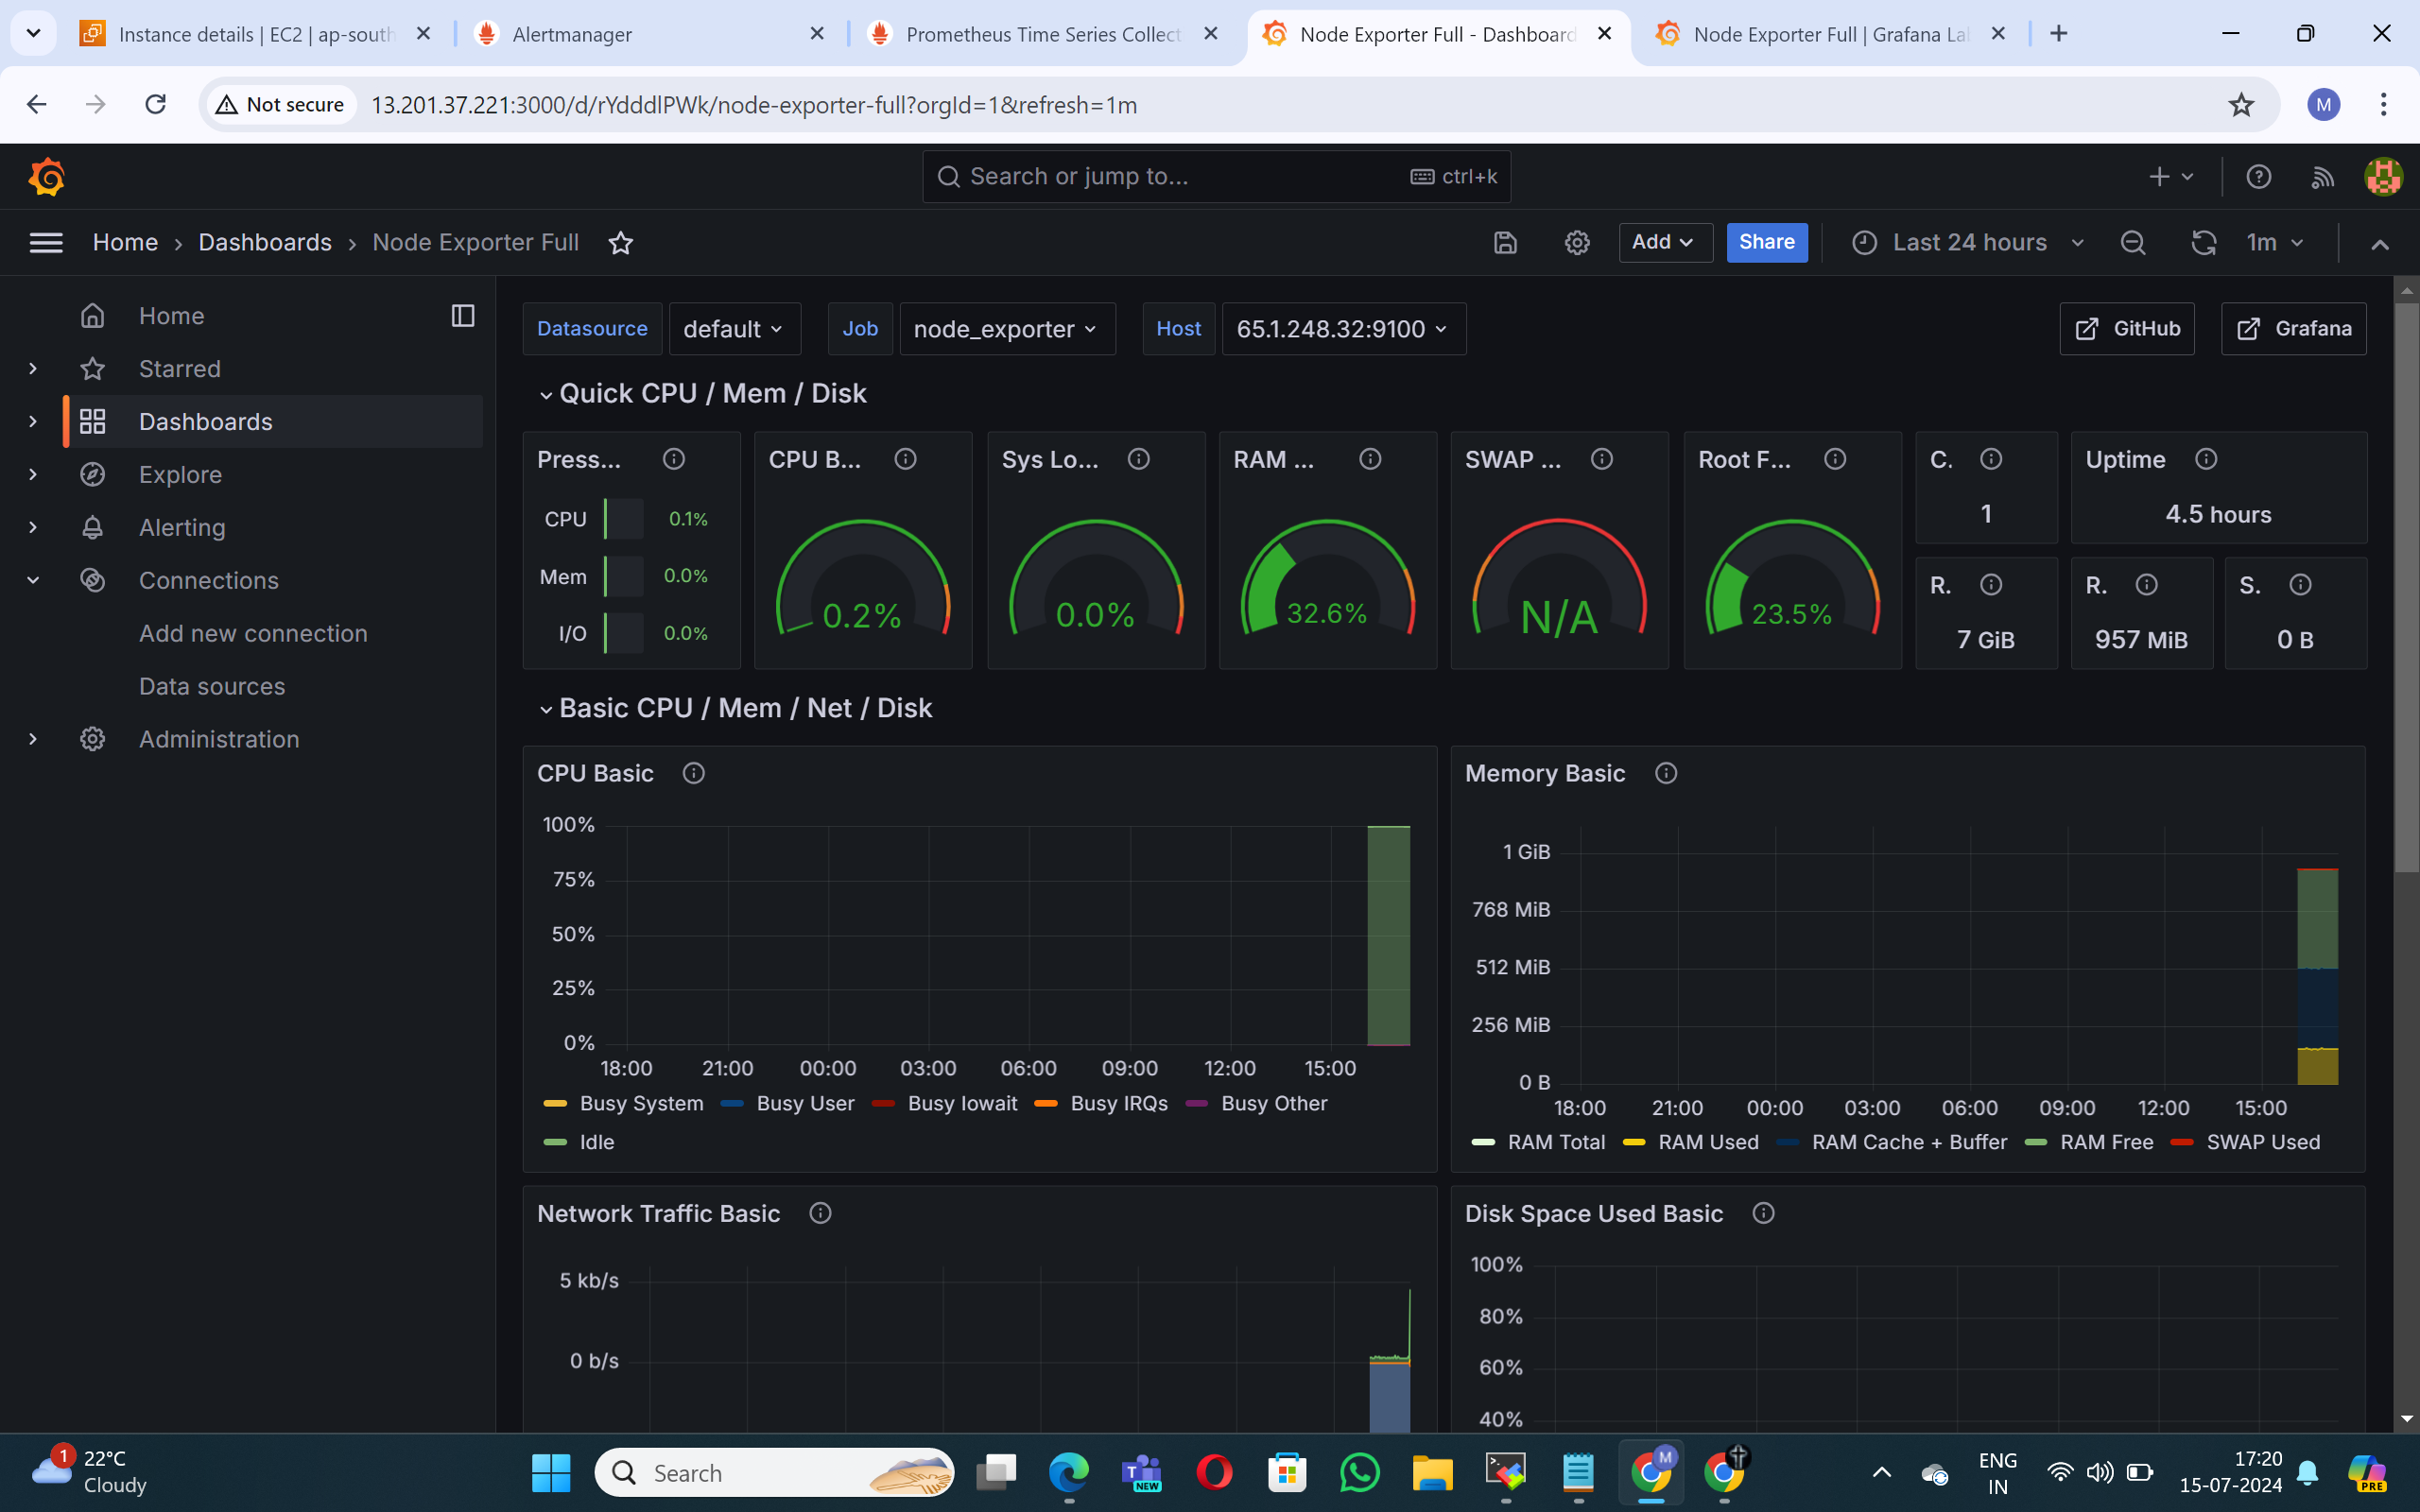 Instance details | EC2 | ap-south
Alertmanager
Prometheus Time Series Collect
Node Exporter Full - Dashboard
Node Exporter Full | Grafana La
Not secure
13.201.37.221:3000/d/rYdddlPWk/node-exporter-full?orgId=1&refresh=1m
M
Search or jump to...
ctrl+k
Home › Dashboards › Node Exporter Full
Add
Share
Last 24 hours
1m
Home
Starred
Dashboards
Explore
Alerting
Connections
Add new connection
Data sources
Administration
Datasource default
Job node_exporter
Host 65.1.248.32:9100
GitHub
Grafana
Quick CPU / Mem / Disk
Press...
CPU 0.1%
Mem 0.0%
I/O 0.0%
CPU B...
0.2%
Sys Lo...
0.0%
RAM ...
32.6%
SWAP ...
N/A
Root F...
23.5%
C.
1
Uptime
4.5 hours
R.
7 GiB
R.
957 MiB
S.
0 B
Basic CPU / Mem / Net / Disk
CPU Basic
100%
75%
50%
25%
0%
18:00 21:00 00:00 03:00 06:00 09:00 12:00 15:00
Busy System Busy User Busy Iowait Busy IRQs Busy Other
Idle
Memory Basic
1 GiB
768 MiB
512 MiB
256 MiB
0 B
18:00 21:00 00:00 03:00 06:00 09:00 12:00 15:00
RAM Total RAM Used RAM Cache + Buffer RAM Free SWAP Used
Network Traffic Basic
5 kb/s
0 b/s
Disk Space Used Basic
100%
80%
60%
40%
1
22°C
Cloudy
Search
T
NEW
M
ENG
IN
17:20
15-07-2024
PRE